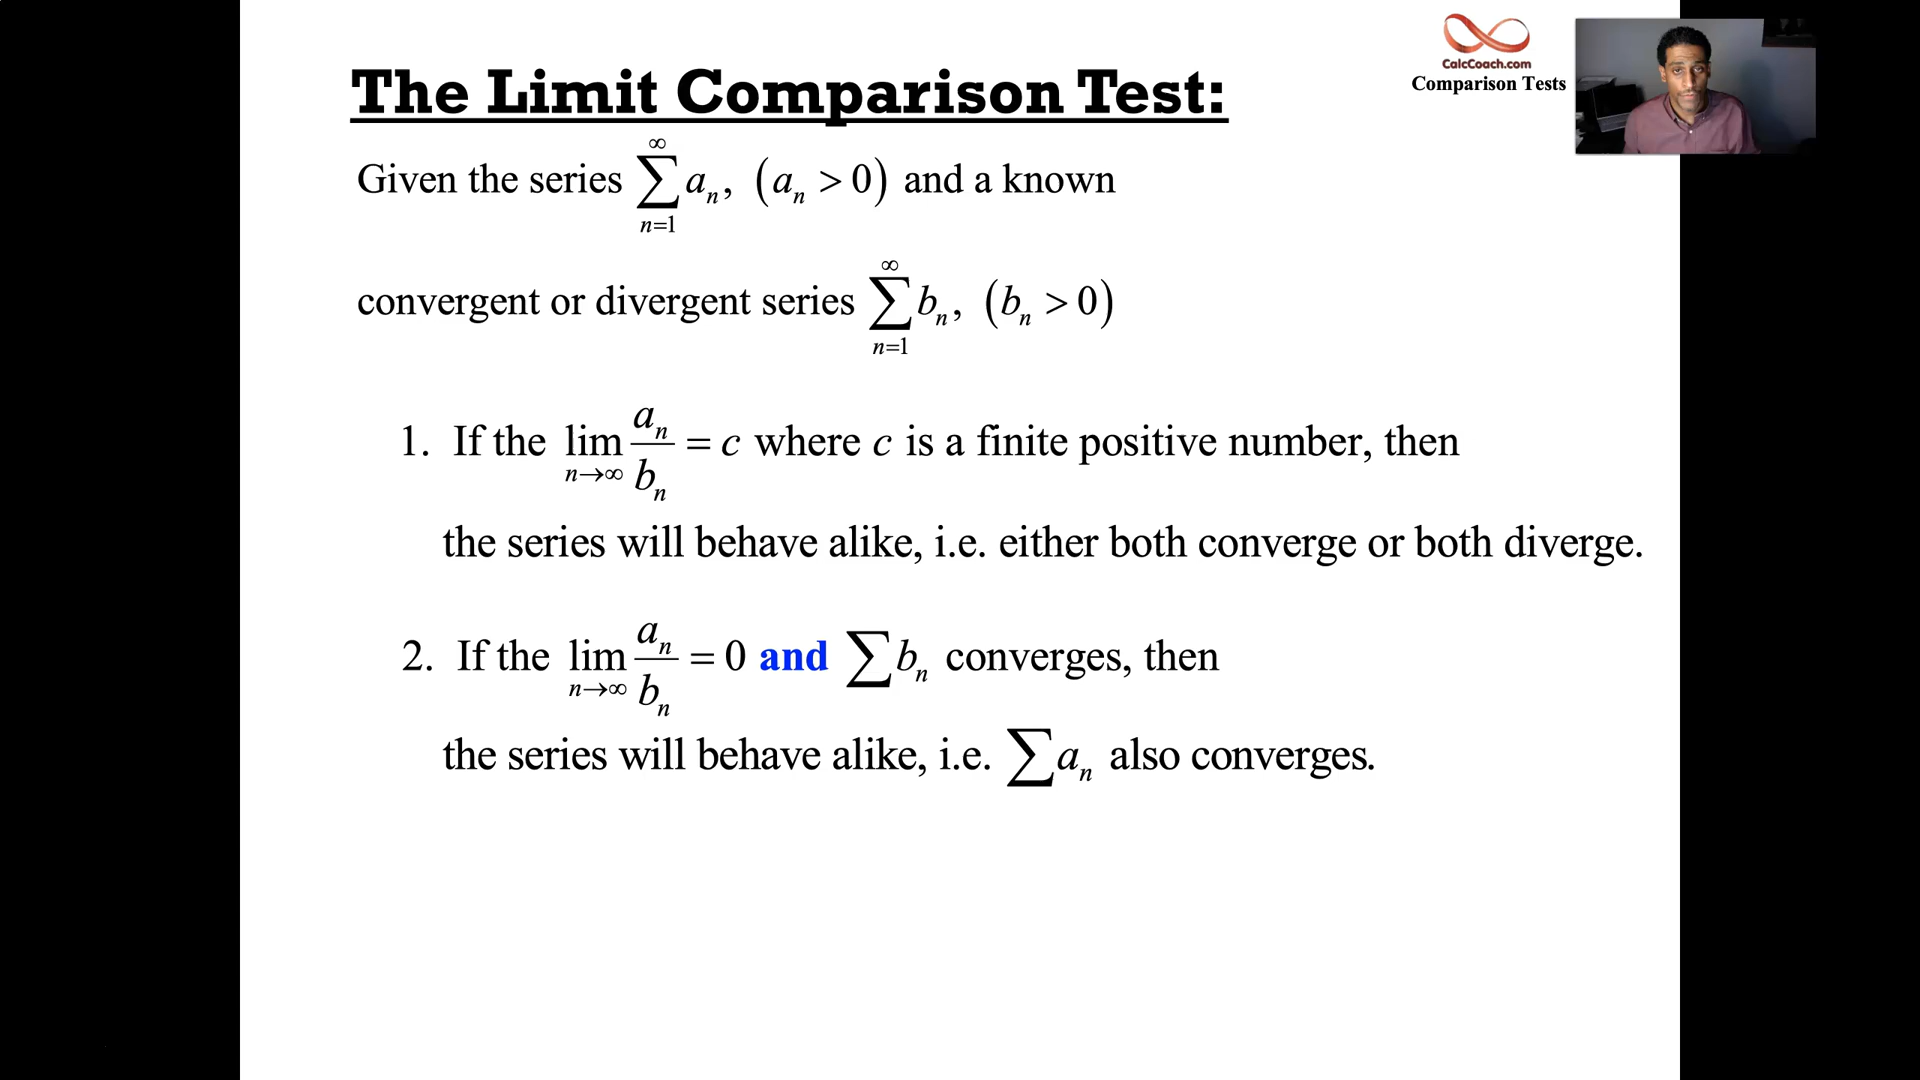 CalcCoach.com
Comparison Tests
The Limit Comparison Test:
Given the series ∑_{n=1}^{∞} a_n, (a_n > 0) and a known
convergent or divergent series ∑_{n=1}^{∞} b_n, (b_n > 0)
1. If the lim_{n→∞} a_n/b_n = c where c is a finite positive number, then
the series will behave alike, i.e. either both converge or both diverge.
2. If the lim_{n→∞} a_n/b_n = 0 and ∑ b_n converges, then
the series will behave alike, i.e. ∑ a_n also converges.